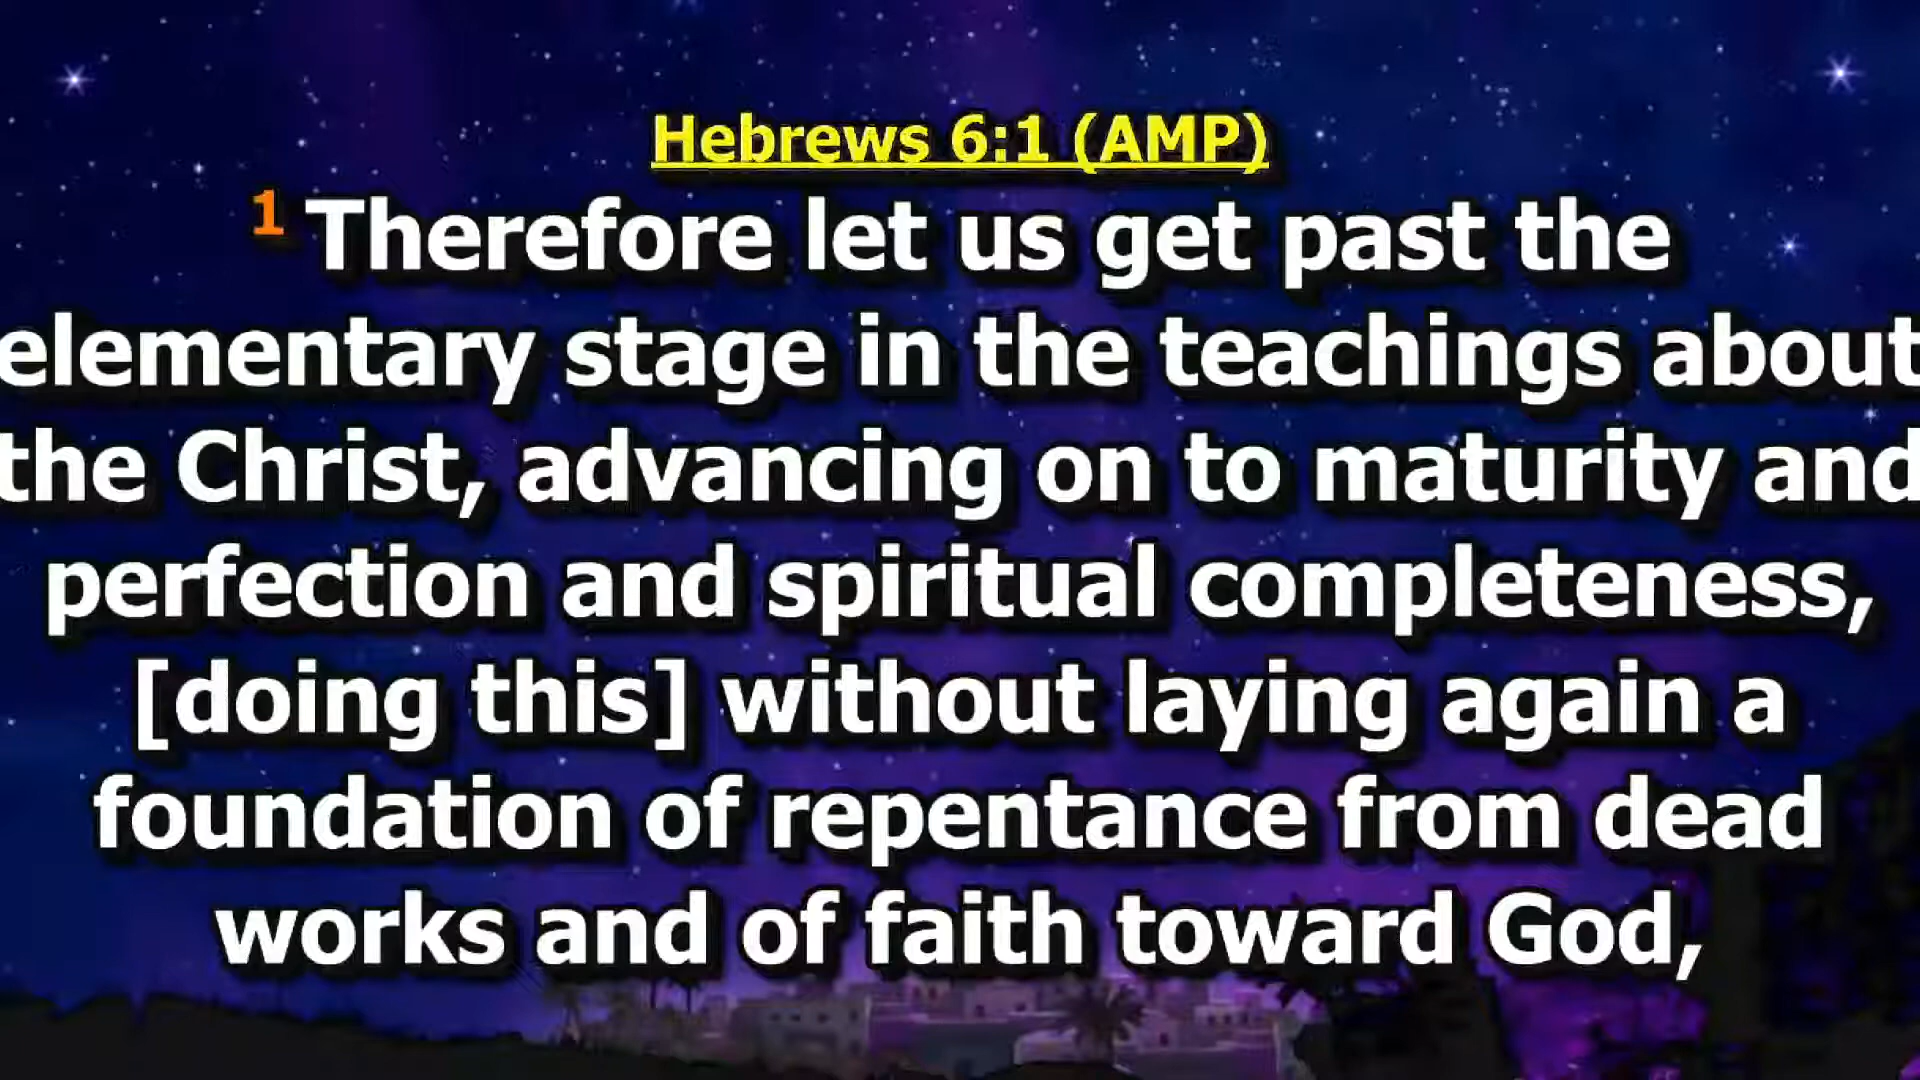 Hebrews 6:1 (AMP)
1 Therefore let us get past the
elementary stage in the teachings about
the Christ, advancing on to maturity and
perfection and spiritual completeness,
[doing this] without laying again a
foundation of repentance from dead
works and of faith toward God,